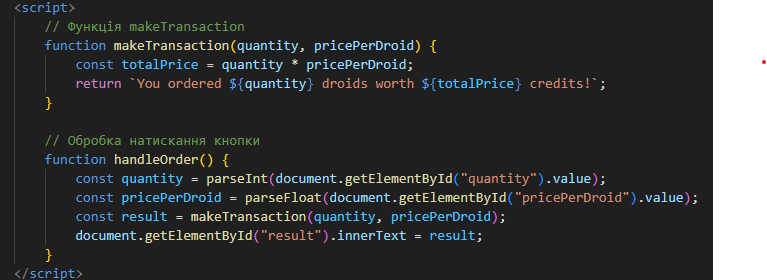 <script>
// Функція makeTransaction
function makeTransaction(quantity, pricePerDroid) {
const totalPrice = quantity * pricePerDroid;
return `You ordered ${quantity} droids worth ${totalPrice} credits!`;
}
// Обробка натискання кнопки
function handleOrder() {
const quantity = parseInt(document.getElementById("quantity").value);
const pricePerDroid = parseFloat(document.getElementById("pricePerDroid").value);
const result = makeTransaction(quantity, pricePerDroid);
document.getElementById("result").innerText = result;
}
</script>